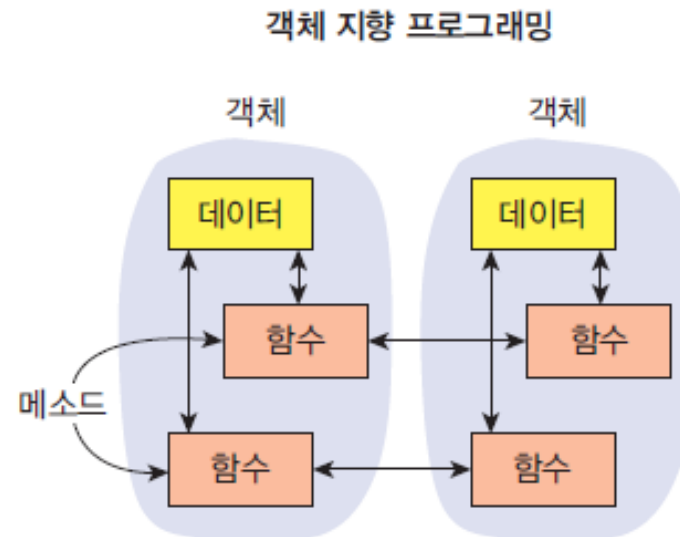 객체 지향 프로그래밍
객체 객체
데이터 데이터
함수 함수
메소드
함수 함수